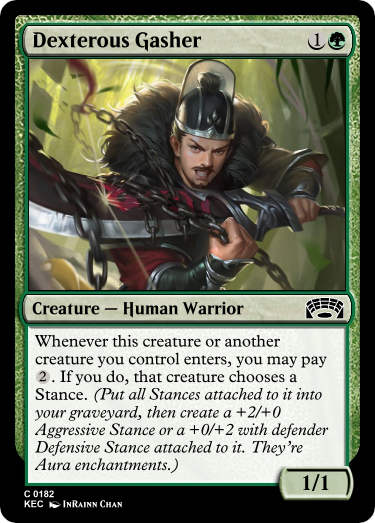 Dexterous Gasher 1
Creature — Human Warrior
Whenever this creature or another
creature you control enters, you may pay
2. If you do, that creature chooses a
Stance. (Put all Stances attached to it into
your graveyard, then create a +2/+0
Aggressive Stance or a +0/+2 with defender
Defensive Stance attached to it. They're
Aura enchantments.)
1/1
C 0182
KEC InRainn Chan